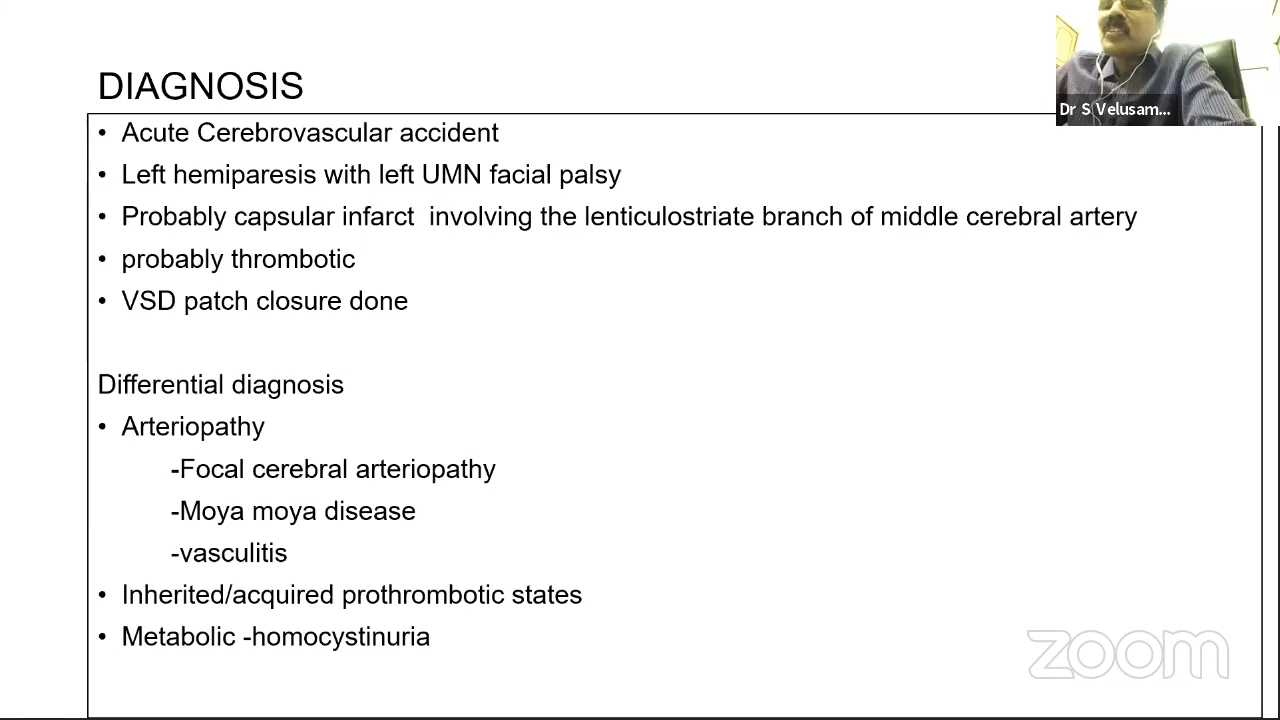 DIAGNOSIS
Dr S Velusam...
• Acute Cerebrovascular accident
• Left hemiparesis with left UMN facial palsy
• Probably capsular infarct involving the lenticulostriate branch of middle cerebral artery
• probably thrombotic
• VSD patch closure done
Differential diagnosis
• Arteriopathy
-Focal cerebral arteriopathy
-Moya moya disease
-vasculitis
• Inherited/acquired prothrombotic states
• Metabolic -homocystinuria
zoom